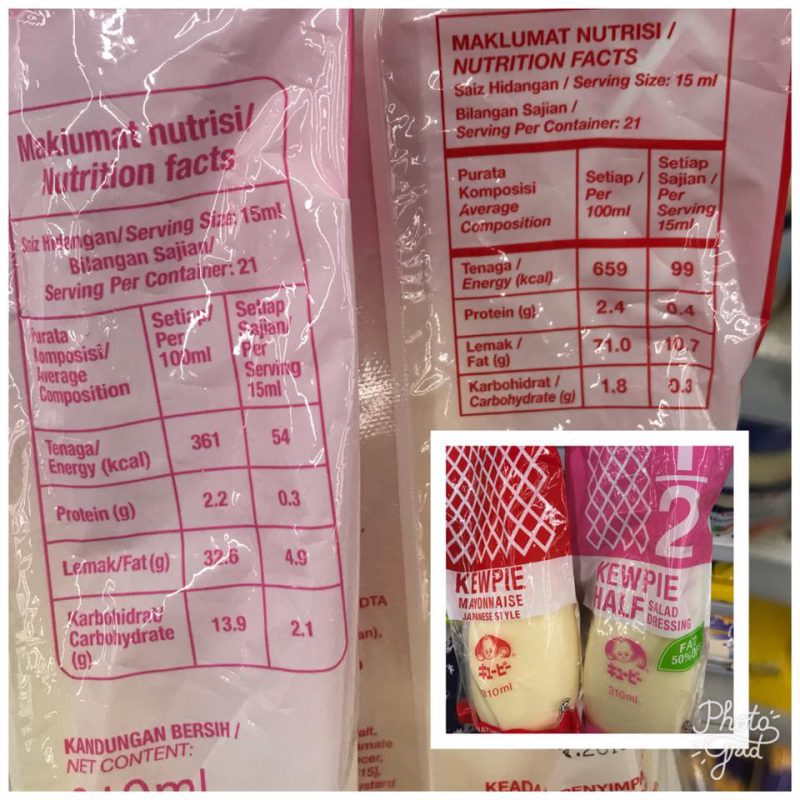 Maklumat nutrisi/
Nutrition facts
Saiz Hidangan/Serving Size: 15ml
Bilangan Sajian/
Serving Per Container: 21
Purata
Komposisi/
Average
Composition
Setiap/
Per
100ml
Setiap
Sajian/
Per
Serving
15ml
Tenaga/
Energy (kcal)
361
54
Protein (g)
2.2
0.3
Lemak/Fat (g)
32.6
4.9
Karbohidrat/
Carbohydrate
(g)
13.9
2.1
KANDUNGAN BERSIH /
NET CONTENT:
MAKLUMAT NUTRISI /
NUTRITION FACTS
Saiz Hidangan / Serving Size: 15 ml
Bilangan Sajian /
Serving Per Container: 21
Purata
Komposisi
Average
Composition
Setiap /
Per
100ml
Setiap
Sajian /
Per
Serving
15ml
Tenaga /
Energy (kcal)
659
99
Protein (g)
2.4
0.4
Lemak /
Fat (g)
71.0
10.7
Karbohidrat /
Carbohydrate (g)
1.8
0.3
KEWPIE
MAYONNAISE
JAPANESE STYLE
キューピー
310ml
1/2
KEWPIE
HALF SALAD
DRESSING
FAT
50%
キューピー
310ml
Photo
Grid